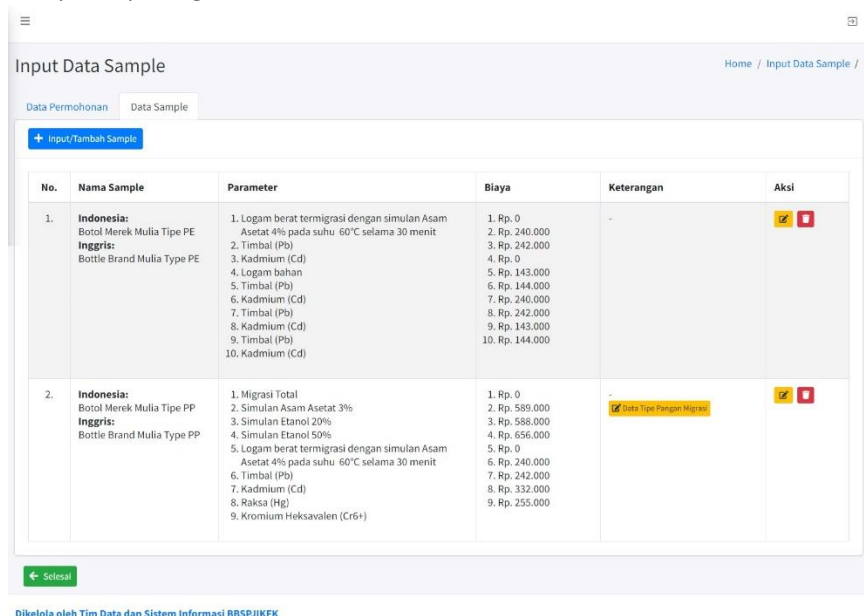 Input Data Sample
Home / Input Data Sample /
Data Permohonan
Data Sample
+ Input/Tambah Sample
No. Nama Sample Parameter Biaya Keterangan Aksi
1.
Indonesia:
Botol Merek Mulia Tipe PE
Inggris:
Bottle Brand Mulia Type PE
1. Logam berat termigrasi dengan simulan Asam
Asetat 4% pada suhu 60°C selama 30 menit
2. Timbal (Pb)
3. Kadmium (Cd)
4. Logam bahan
5. Timbal (Pb)
6. Kadmium (Cd)
7. Timbal (Pb)
8. Kadmium (Cd)
9. Timbal (Pb)
10. Kadmium (Cd)
1. Rp. 0
2. Rp. 240.000
3. Rp. 242.000
4. Rp. 0
5. Rp. 143.000
6. Rp. 144.000
7. Rp. 240.000
8. Rp. 242.000
9. Rp. 143.000
10. Rp. 144.000
-
2.
Indonesia:
Botol Merek Mulia Tipe PP
Inggris:
Bottle Brand Mulia Type PP
1. Migrasi Total
2. Simulan Asam Asetat 3%
3. Simulan Etanol 20%
4. Simulan Etanol 50%
5. Logam berat termigrasi dengan simulan Asam
Asetat 4% pada suhu 60°C selama 30 menit
6. Timbal (Pb)
7. Kadmium (Cd)
8. Raksa (Hg)
9. Kromium Heksavalen (Cr6+)
1. Rp. 0
2. Rp. 589.000
3. Rp. 588.000
4. Rp. 656.000
5. Rp. 0
6. Rp. 240.000
7. Rp. 242.000
8. Rp. 332.000
9. Rp. 255.000
-
Data Tipe Pangan Migrasi
Selesai
Dikelola oleh Tim Data dan Sistem Informasi BBSPJIKFK